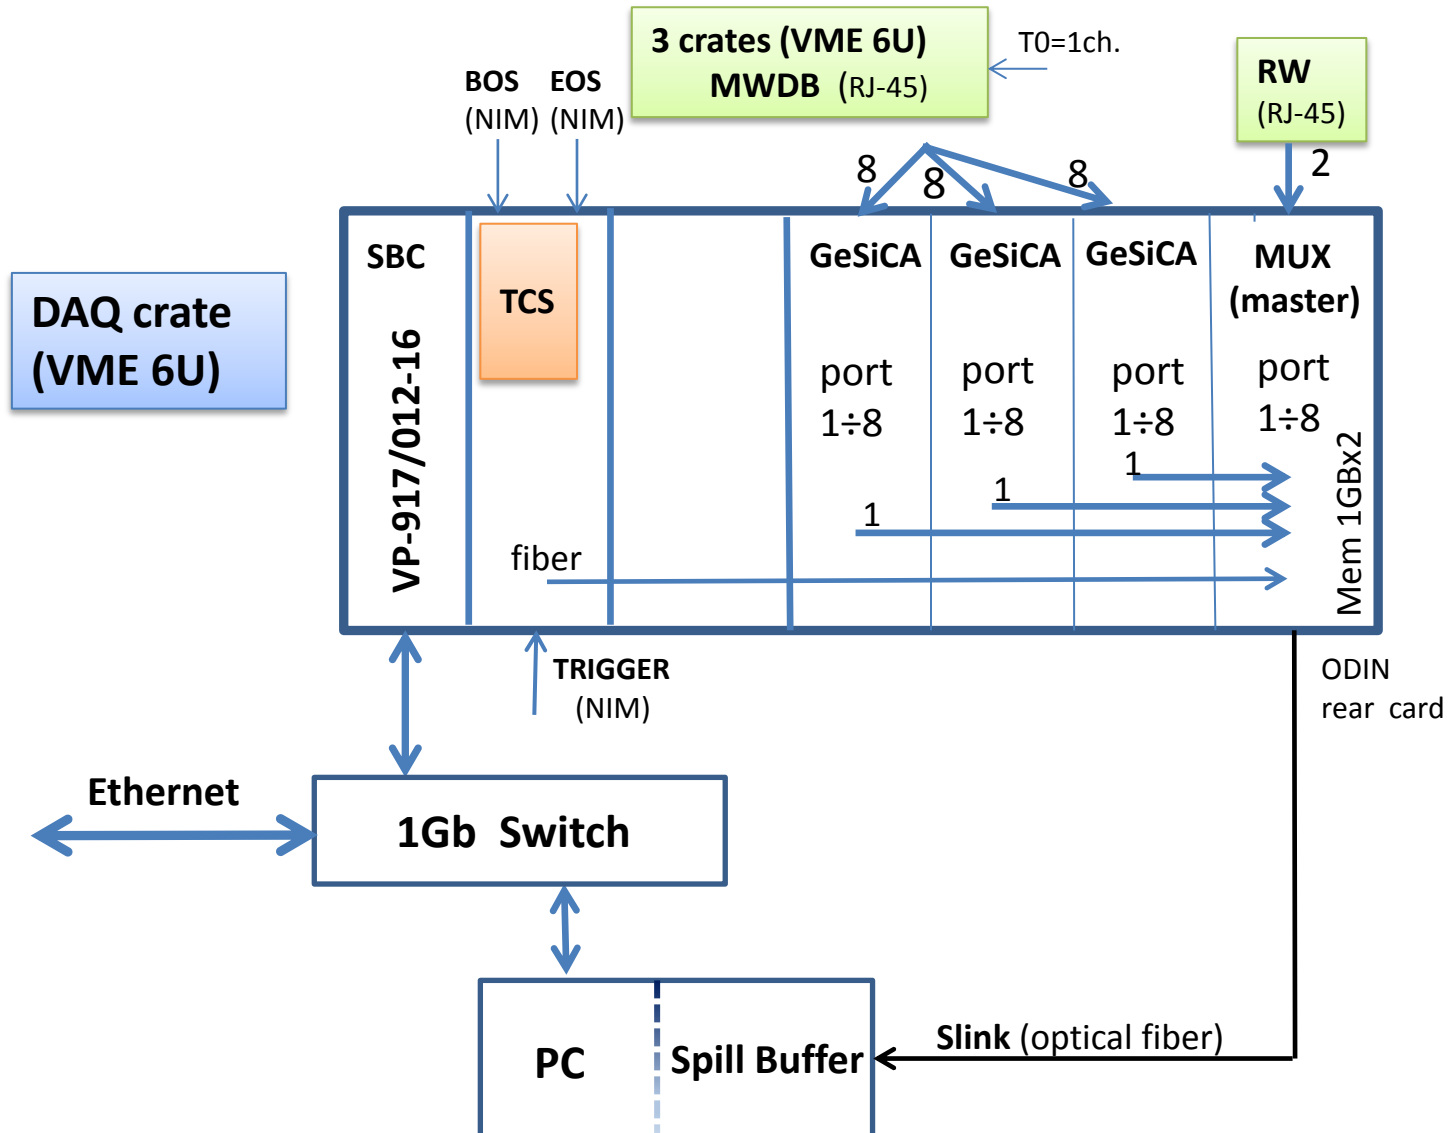 3 crates (VME 6U)
MWDB (RJ-45)
T0=1ch.
RW
(RJ-45)
BOS
(NIM)
EOS
(NIM)
8
8
8
2
DAQ crate
(VME 6U)
SBC
VP-917/012-16
TCS
GeSiCA
port
1÷8
GeSiCA
port
1÷8
GeSiCA
port
1÷8
MUX
(master)
port
1÷8
Mem 1GBx2
1
1
1
fiber
TRIGGER
(NIM)
ODIN
rear card
Ethernet
1Gb Switch
PC
Spill Buffer
Slink (optical fiber)